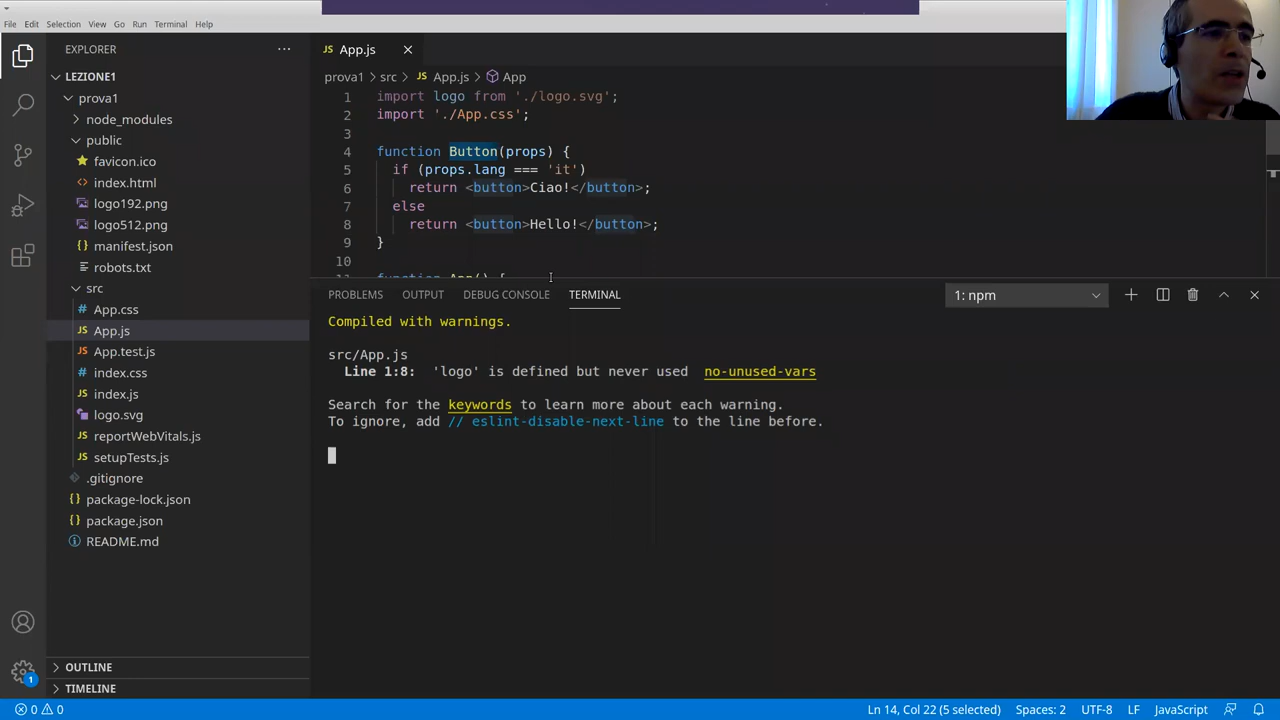 File Edit Selection View Go Run Terminal Help
EXPLORER
LEZIONE1
prova1
node_modules
public
favicon.ico
index.html
logo192.png
logo512.png
manifest.json
robots.txt
src
App.css
App.js
App.test.js
index.css
index.js
logo.svg
reportWebVitals.js
setupTests.js
.gitignore
package-lock.json
package.json
README.md
OUTLINE
TIMELINE
JS App.js
prova1 > src > JS App.js > App
1 import logo from './logo.svg';
2 import './App.css';
3
4 function Button(props) {
5 if (props.lang === 'it')
6 return <button>Ciao!</button>;
7 else
8 return <button>Hello!</button>;
9 }
10
11 function App() {
PROBLEMS OUTPUT DEBUG CONSOLE TERMINAL 1: npm
Compiled with warnings.
src/App.js
Line 1:8: 'logo' is defined but never used no-unused-vars
Search for the keywords to learn more about each warning.
To ignore, add // eslint-disable-next-line to the line before.
1
0 0 Ln 14, Col 22 (5 selected) Spaces: 2 UTF-8 LF JavaScript